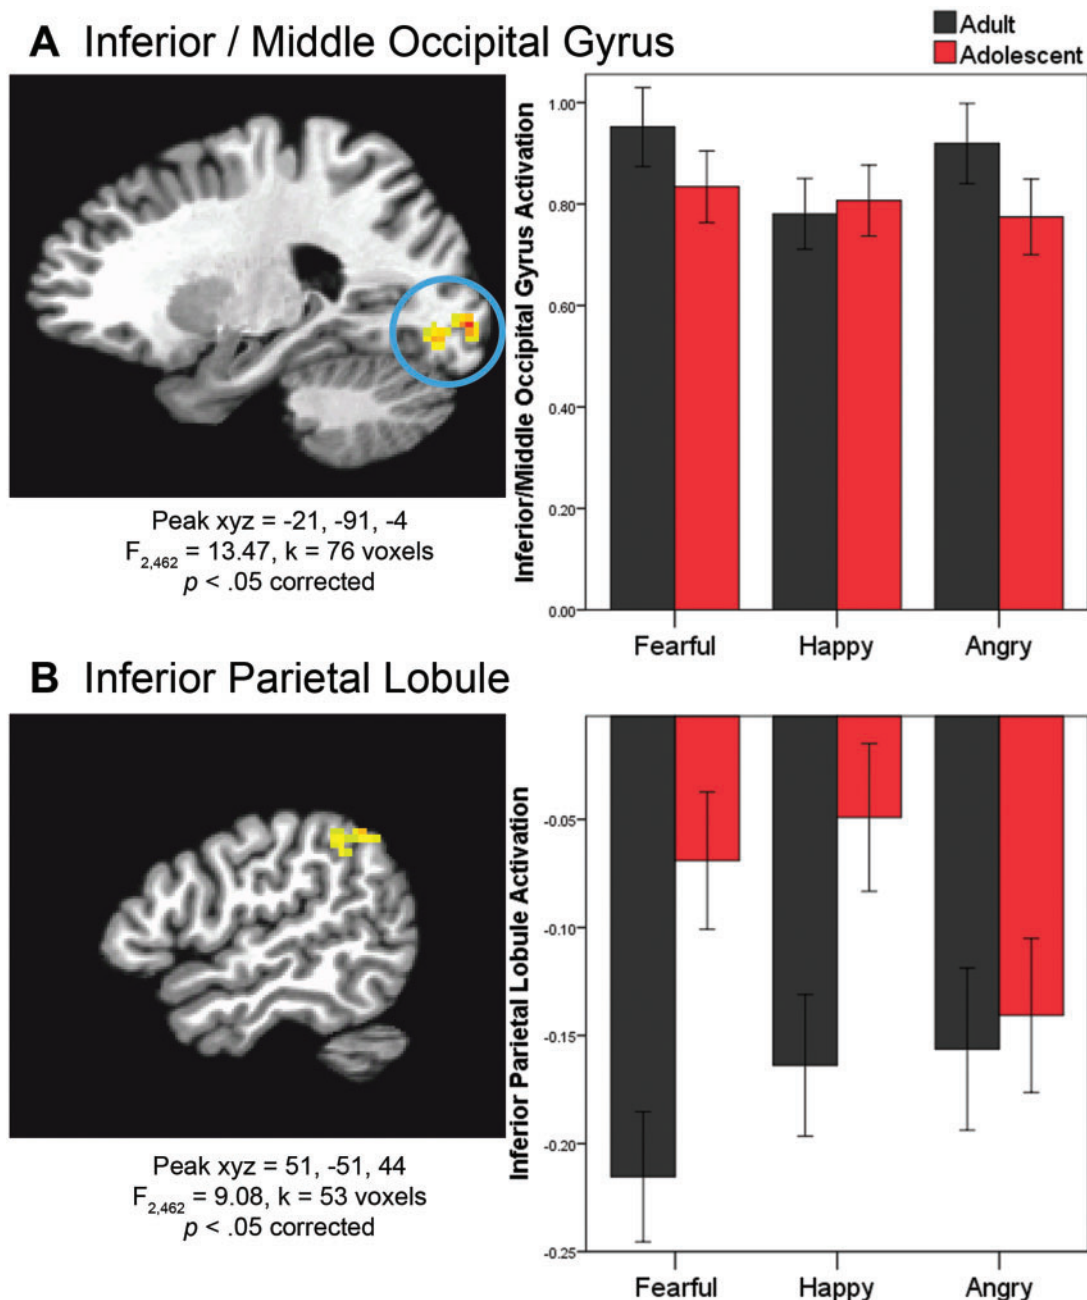 A Inferior / Middle Occipital Gyrus
Adult
Adolescent
Inferior/Middle Occipital Gyrus Activation
1.00
0.80
0.60
0.40
0.20
0.00
Fearful Happy Angry
Peak xyz = -21, -91, -4
F2,462 = 13.47, k = 76 voxels
p < .05 corrected
B Inferior Parietal Lobule
Inferior Parietal Lobule Activation
-0.05
-0.10
-0.15
-0.20
-0.25
Fearful Happy Angry
Peak xyz = 51, -51, 44
F2,462 = 9.08, k = 53 voxels
p < .05 corrected